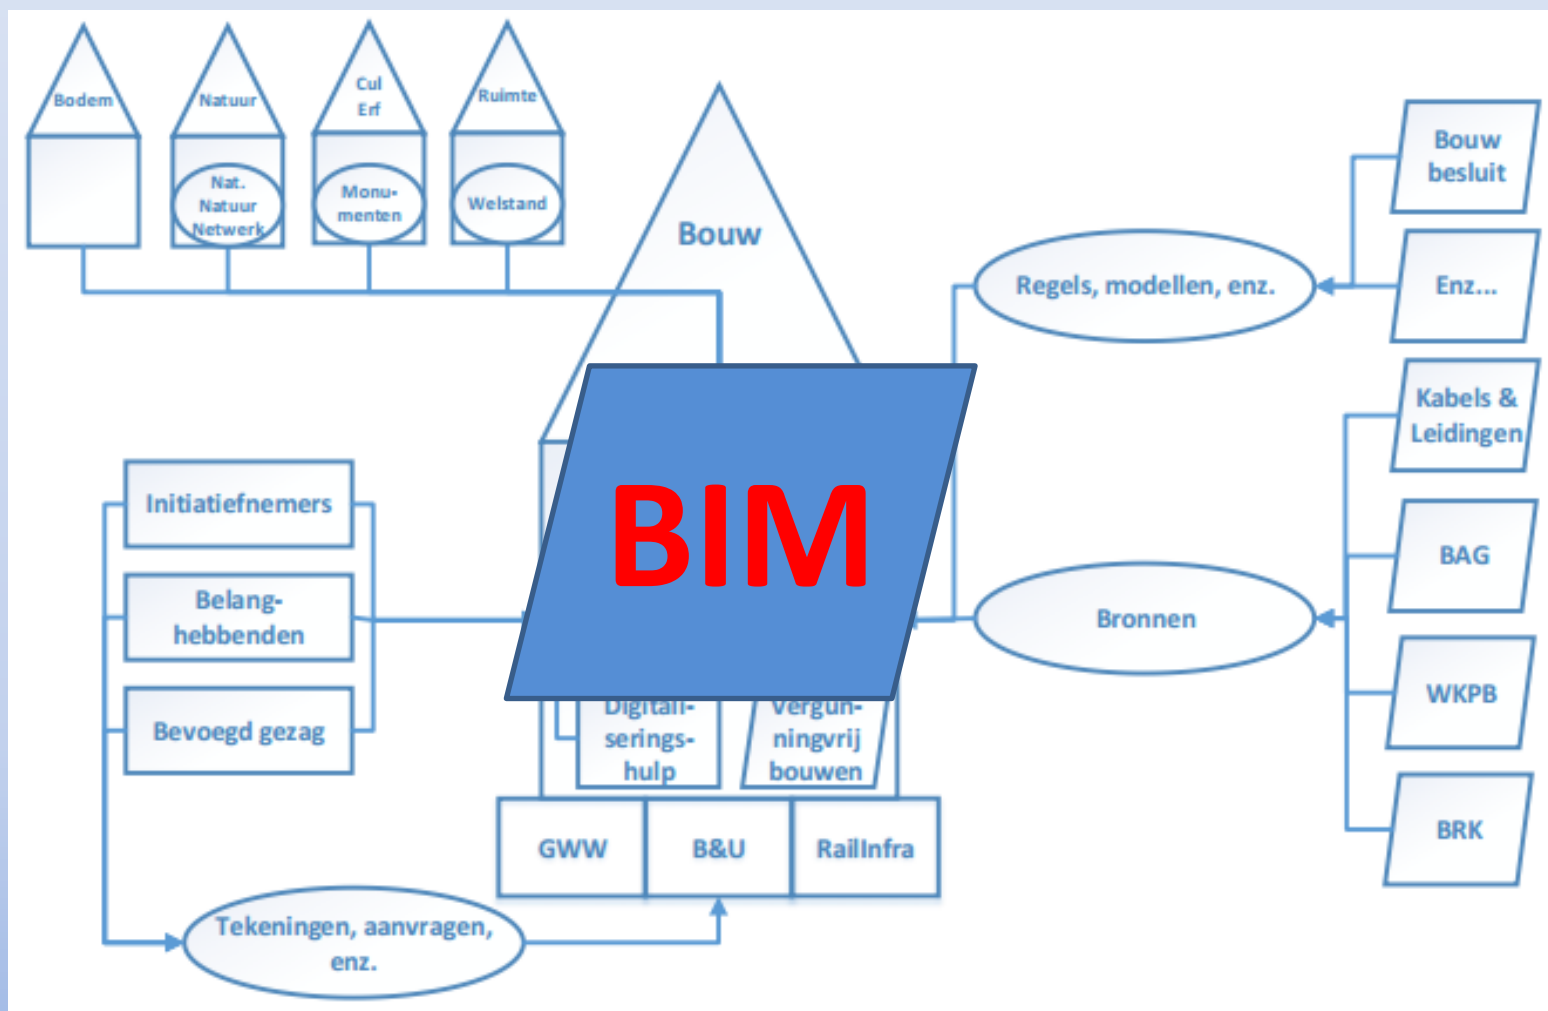 Bodem
Natuur
Cul
Erf
Ruimte
Nat.
Natuur
Netwerk
Monu-
menten
Welstand
Bouw
Regels, modellen, enz.
Bouw
besluit
Enz...
Kabels &
Leidingen
BAG
WKPB
BRK
Bronnen
BIM
Initiatiefnemers
Belang-
hebbenden
Bevoegd gezag
Digitali-
serings-
hulp
Vergun-
ningvrij
bouwen
GWW
B&U
RailInfra
Tekeningen, aanvragen,
enz.